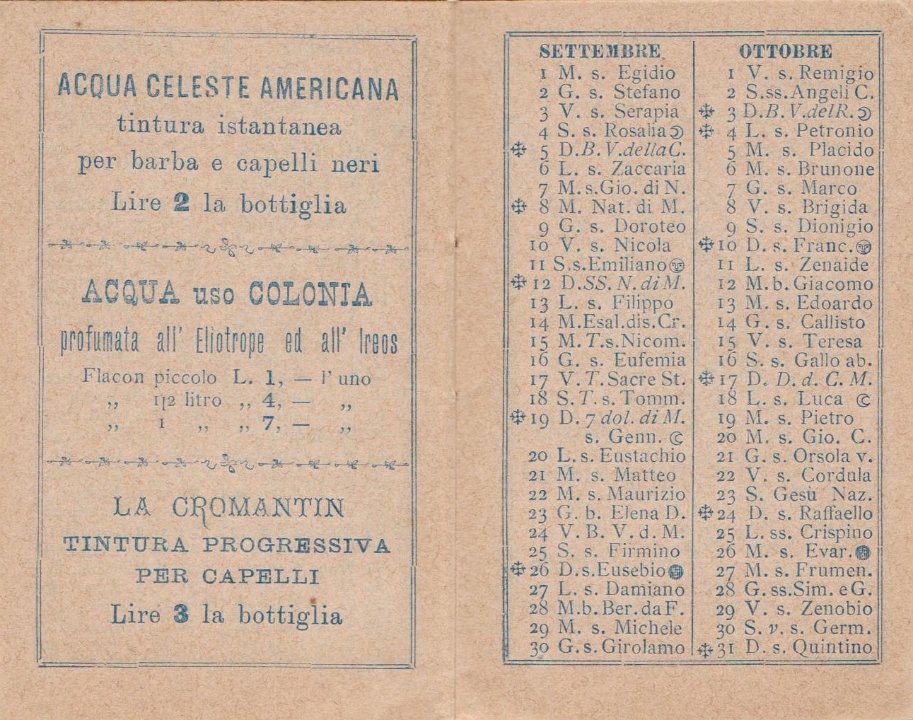 ACQUA CELESTE AMERICANA
tintura istantanea
per barba e capelli neri
Lire 2 la bottiglia
ACQUA uso COLONIA
profumata all' Eliotrope ed all' Ireos
Flacon piccolo L. 1, — l' uno
„ 1|2 litro „ 4, — „
„ 1 „ „ 7, — „
LA CROMANTIN
TINTURA PROGRESSIVA
PER CAPELLI
Lire 3 la bottiglia
SETTEMBRE
1 M. s. Egidio
2 G. s. Stefano
3 V. s. Serapia
4 S. s. Rosalia
✠ 5 D. B. V. della C.
6 L. s. Zaccaria
7 M. s. Gio. di N.
✠ 8 M. Nat. di M.
9 G. s. Doroteo
10 V. s. Nicola
11 S. s. Emiliano
✠ 12 D. SS. N. di M.
13 L. s. Filippo
14 M. Esal. dis. Cr.
15 M. T. s. Nicom.
16 G. s. Eufemia
17 V. T. Sacre St.
18 S. T. s. Tomm.
✠ 19 D. 7 dol. di M.
s. Genn.
20 L. s. Eustachio
21 M. s. Matteo
22 M. s. Maurizio
23 G. b. Elena D.
24 V. B. V. d. M.
25 S. s. Firmino
✠ 26 D. s. Eusebio
27 L. s. Damiano
28 M. b. Ber. da F.
29 M. s. Michele
30 G. s. Girolamo
OTTOBRE
1 V. s. Remigio
2 S. ss. Angeli C.
✠ 3 D. B. V. del R.
✠ 4 L. s. Petronio
5 M. s. Placido
6 M. s. Brunone
7 G. s. Marco
8 V. s. Brigida
9 S. s. Dionigio
✠ 10 D. s. Franc.
11 L. s. Zenaide
12 M. b. Giacomo
13 M. s. Edoardo
14 G. s. Callisto
15 V. s. Teresa
16 S. s. Gallo ab.
✠ 17 D. D. d. C. M.
18 L. s. Luca
19 M. s. Pietro
20 M. s. Gio. C.
21 G. s. Orsola v.
22 V. s. Cordula
23 S. Gesù Naz.
✠ 24 D. s. Raffaello
25 L. ss. Crispino
26 M. s. Evar.
27 M. s. Frumen.
28 G. ss. Sim. e G.
29 V. s. Zenobio
30 S. v. s. Germ.
✠ 31 D. s. Quintino